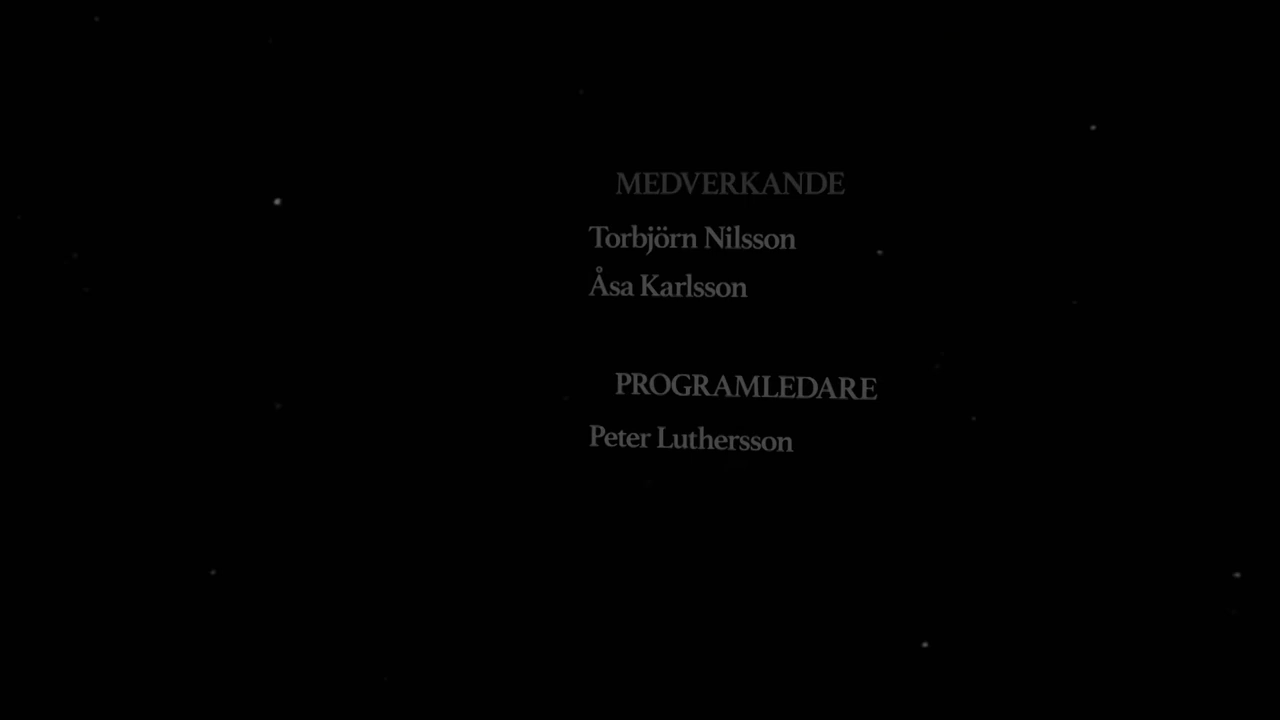 MEDVERKANDE
Torbjörn Nilsson
Åsa Karlsson
PROGRAMLEDARE
Peter Luthersson